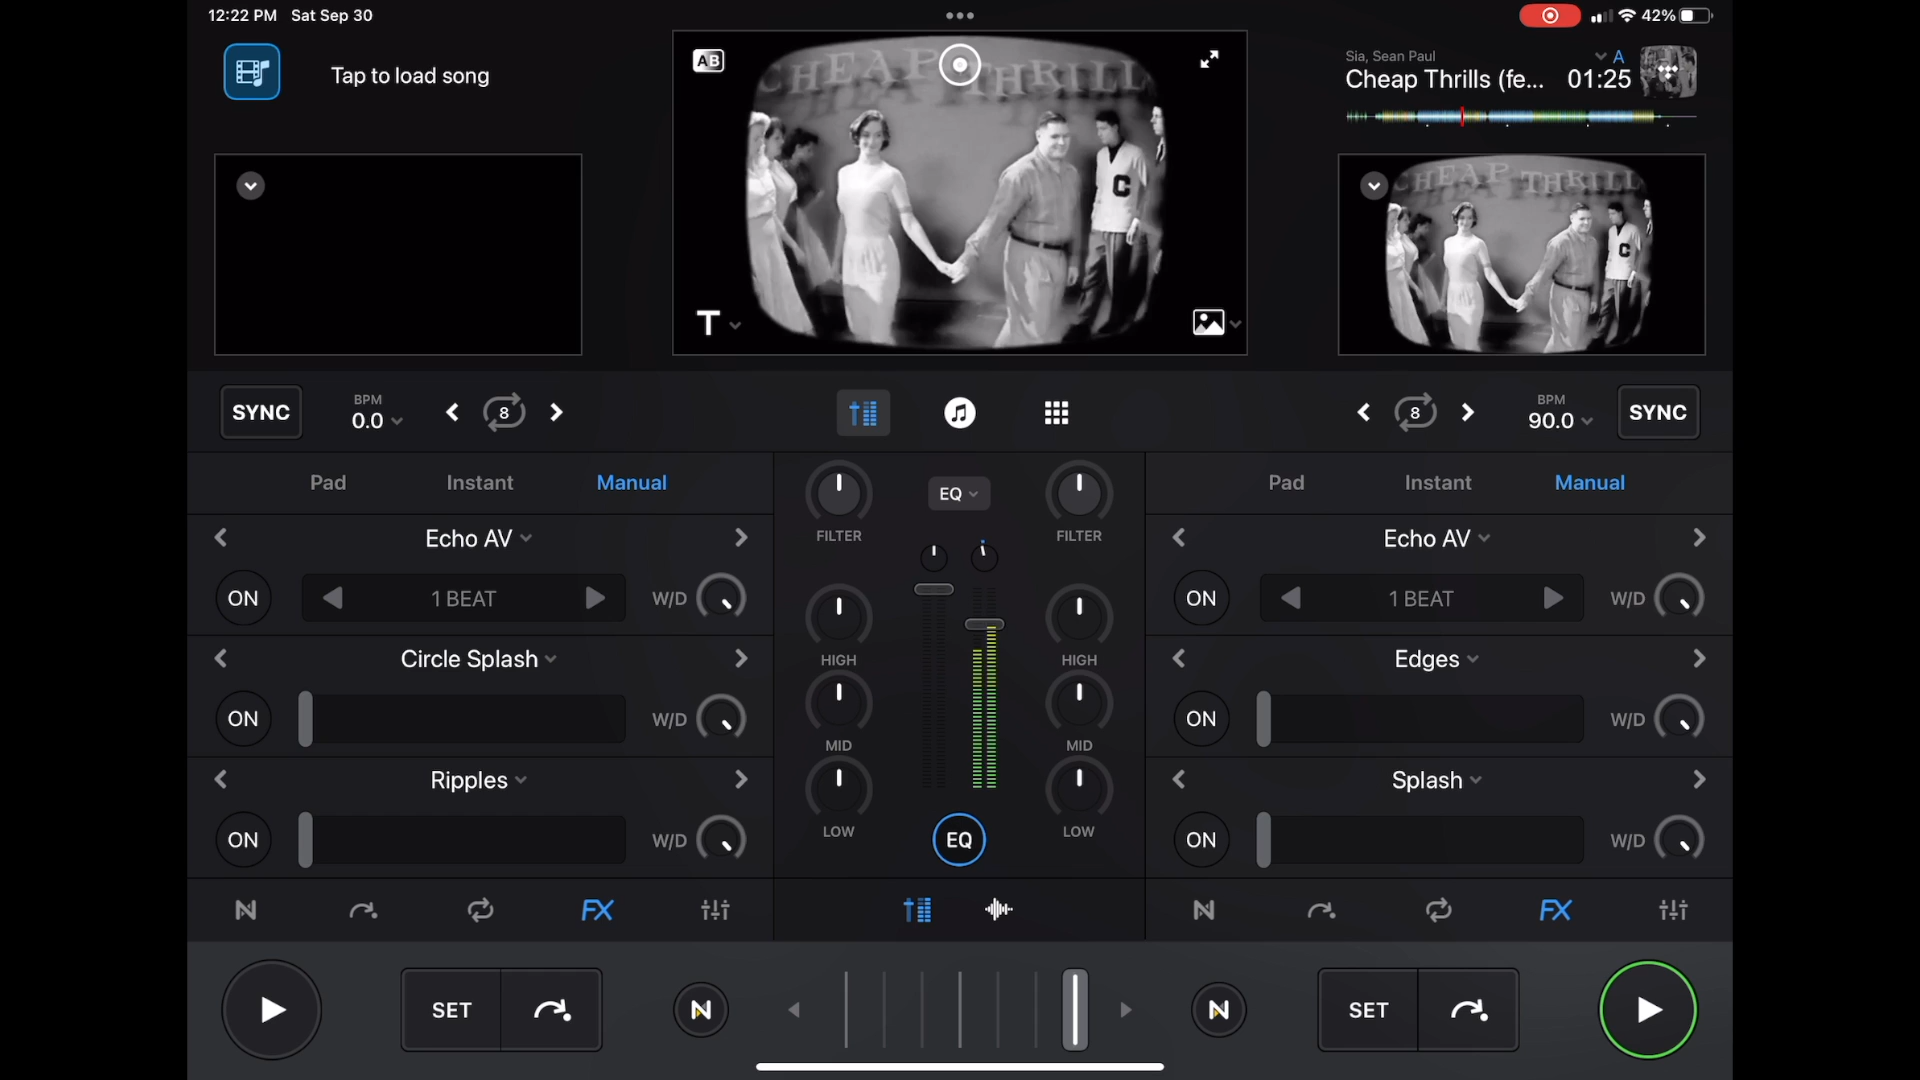 12:22 PM Sat Sep 30
42%
Tap to load song
AB
CHEAP THRILL
C
T
Sia, Sean Paul
A
Cheap Thrills (fe... 01:25
CHEAP THRILL
C
SYNC
BPM
0.0
8
8
BPM
90.0
SYNC
Pad Instant Manual
Echo AV
ON 1 BEAT W/D
Circle Splash
ON W/D
Ripples
ON W/D
FX
FILTER
EQ
FILTER
HIGH
HIGH
MID
MID
LOW
LOW
EQ
Pad Instant Manual
Echo AV
ON 1 BEAT W/D
Edges
ON W/D
Splash
ON W/D
FX
SET
SET